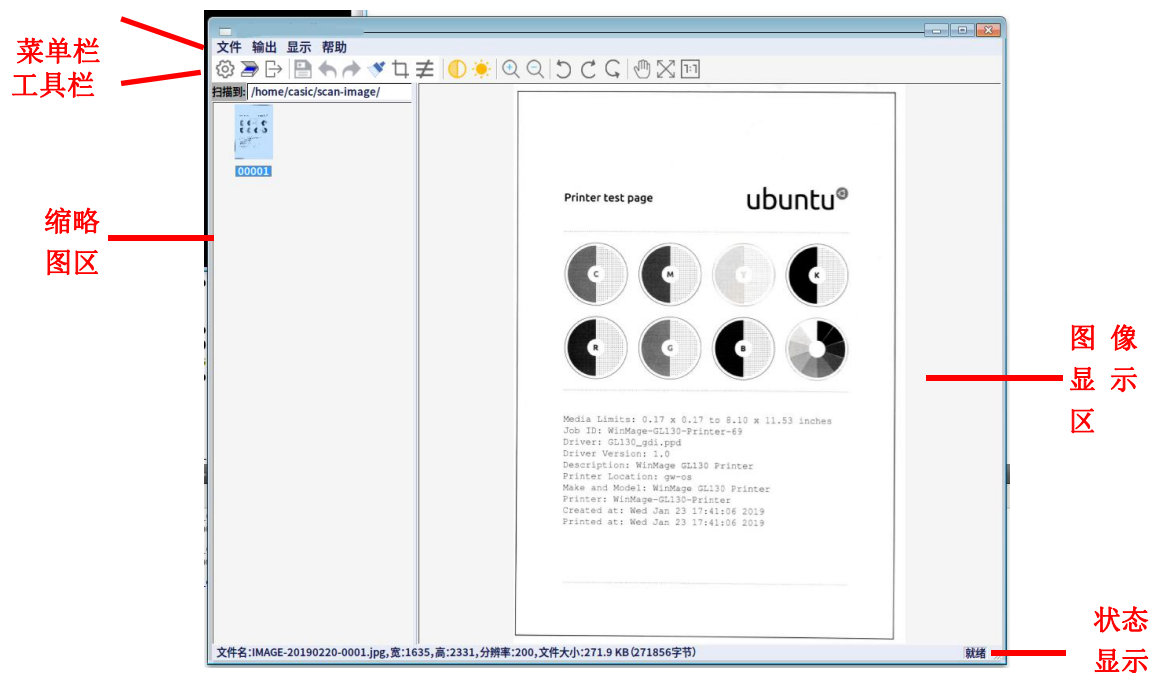 菜单栏
工具栏
文件 输出 显示 帮助
1:1
扫描到: /home/casic/scan-image/
00001
缩略
图区
Printer test page
ubuntu
C
M
Y
K
R
G
B
Media Limits: 0.17 x 0.17 to 8.10 x 11.53 inches
Job ID: WinMage-GL130-Printer-69
Driver: GL130_gdi.ppd
Driver Version: 1.0
Description: WinMage GL130 Printer
Printer Location: gw-os
Make and Model: WinMage GL130 Printer
Printer: WinMage-GL130-Printer
Created at: Wed Jan 23 17:41:06 2019
Printed at: Wed Jan 23 17:41:06 2019
图 像
显 示
区
文件名:IMAGE-20190220-0001.jpg,宽:1635,高:2331,分辨率:200,文件大小:271.9 KB(271856字节)
就绪
状态
显示